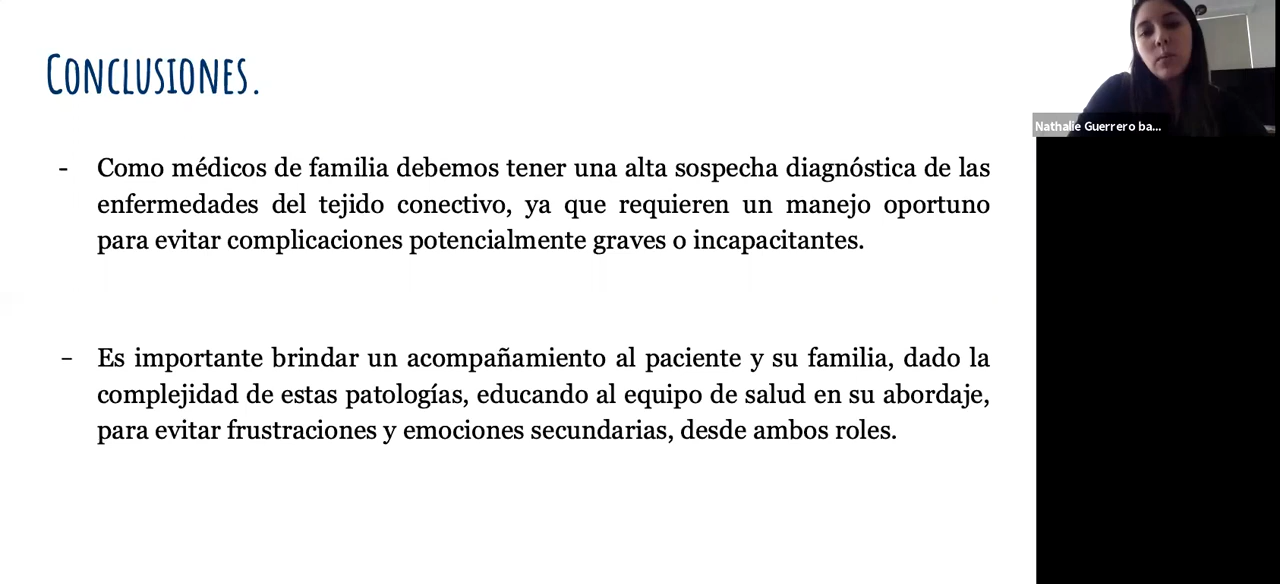 CONCLUSIONES.
- Como médicos de familia debemos tener una alta sospecha diagnóstica de las
enfermedades del tejido conectivo, ya que requieren un manejo oportuno
para evitar complicaciones potencialmente graves o incapacitantes.
- Es importante brindar un acompañamiento al paciente y su familia, dado la
complejidad de estas patologías, educando al equipo de salud en su abordaje,
para evitar frustraciones y emociones secundarias, desde ambos roles.
Nathalie Guerrero ba...